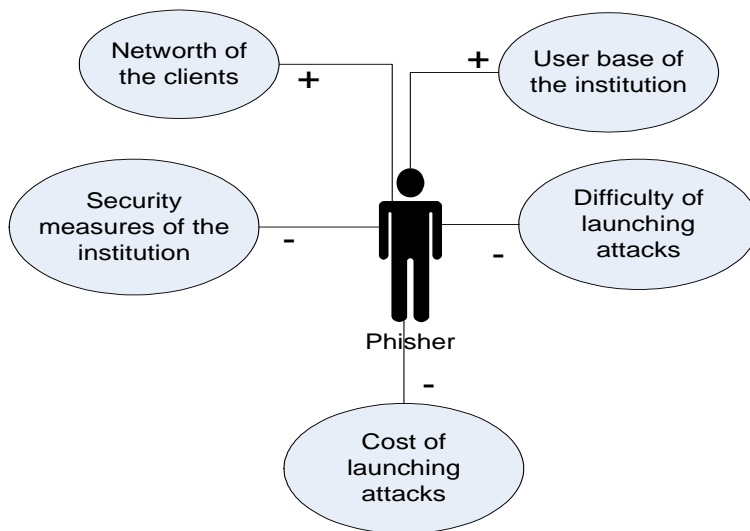 Networth of
the clients
+
+
User base of
the institution
Security
measures of the
institution
-
Difficulty of
launching
attacks
-
Phisher
-
Cost of
launching
attacks